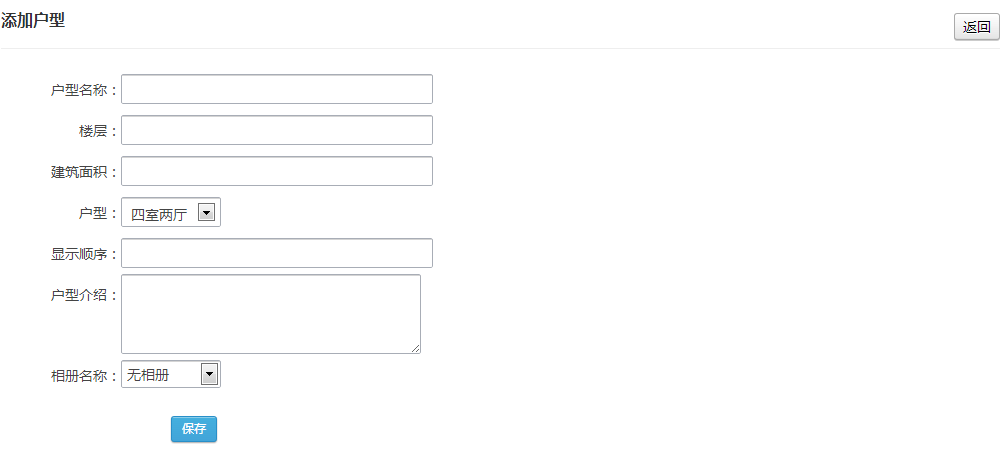 添加户型
返回
户型名称：
楼层：
建筑面积：
户型： 四室两厅
显示顺序：
户型介绍：
相册名称： 无相册
保存